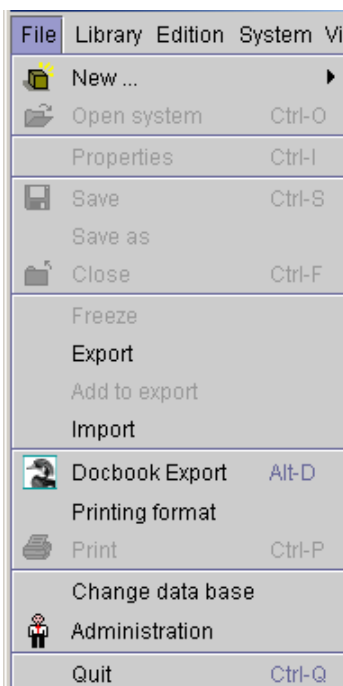 File Library Edition System Vi
New ...
Open system Ctrl-O
Properties Ctrl-I
Save Ctrl-S
Save as
Close Ctrl-F
Freeze
Export
Add to export
Import
Docbook Export Alt-D
Printing format
Print Ctrl-P
Change data base
Administration
Quit Ctrl-Q